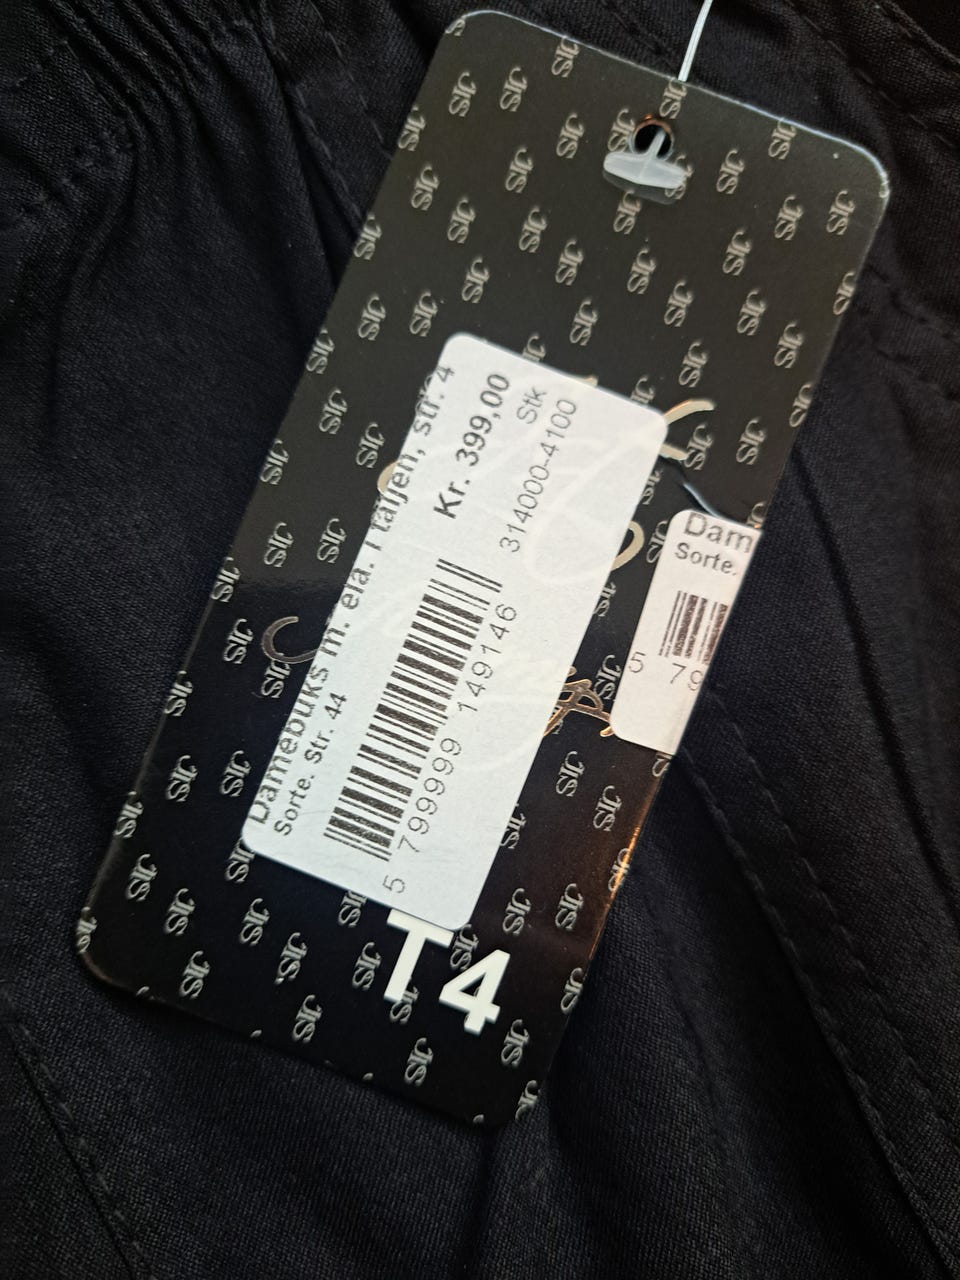 Damebuks m. ela. i taljen, str. 4
Sorte. Str. 44
Kr. 399,00
Stk
314000-4100
5 799999 149146
T4
Dam
Sorte.
5 79
JS